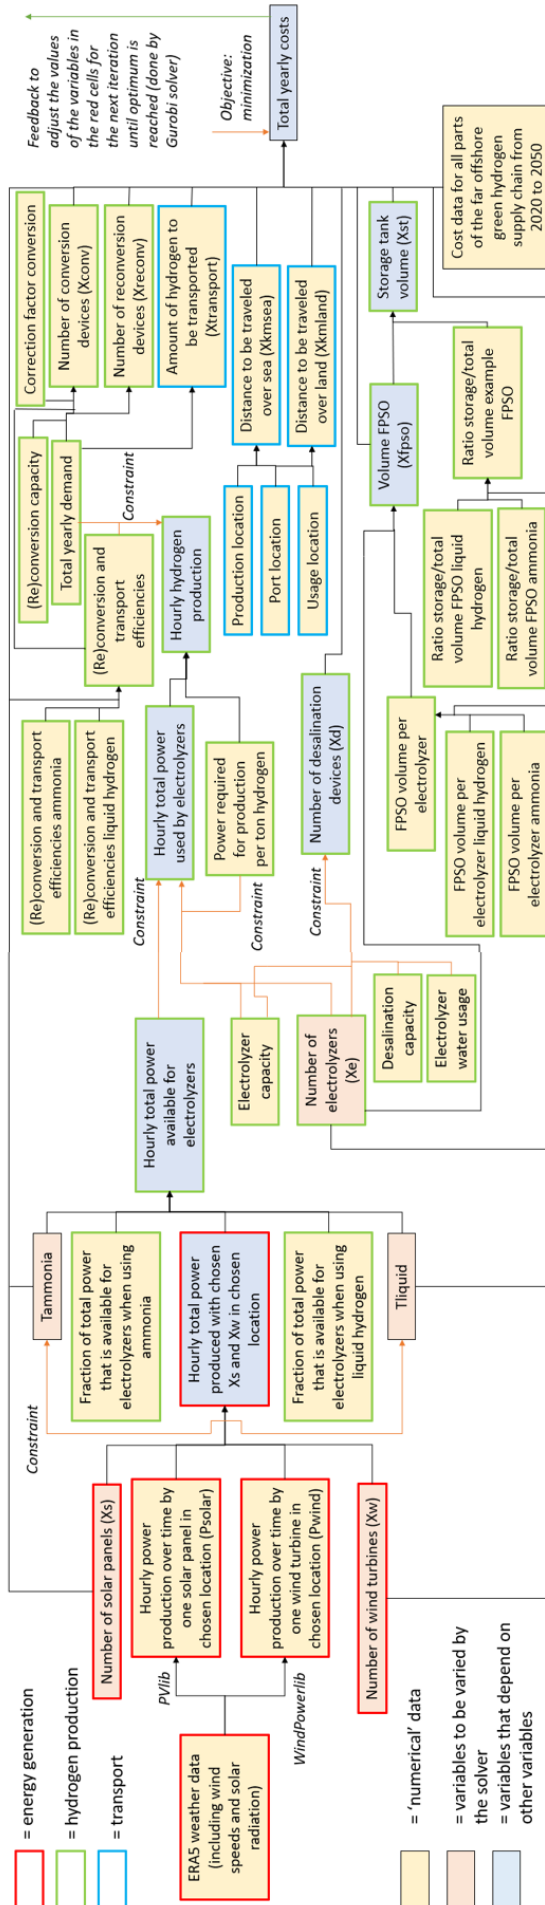 = energy generation
= hydrogen production
= transport
ERA5 weather data
(including wind
speeds and solar
radiation)
PVlib
WindPowerlib
Number of solar panels (Xs)
Hourly power
production over time by
one solar panel in
chosen location (Psolar)
Hourly power
production over time by
one wind turbine in
chosen location (Pwind)
Number of wind turbines (Xw)
= 'numerical' data
= variables to be varied by
the solver
= variables that depend on
other variables
Constraint
Tammonia
Fraction of total power
that is available for
electrolyzers when using
ammonia
Hourly total power
produced with chosen
Xs and Xw in chosen
location
Fraction of total power
that is available for
electrolyzers when using
liquid hydrogen
Tliquid
Hourly total power
available for
electrolyzers
Electrolyzer
capacity
Number of
electrolyzers
(Xe)
Desalination
capacity
Electrolyzer
water usage
(Re)conversion and transport
efficiencies ammonia
(Re)conversion and transport
efficiencies liquid hydrogen
Constraint
Hourly total power
used by electrolyzers
Power required
for production
per ton hydrogen
Constraint
Constraint
Number of desalination
devices (Xd)
FPSO volume per
electrolyzer
FPSO volume per
electrolyzer liquid hydrogen
FPSO volume per
electrolyzer ammonia
(Re)conversion capacity
Total yearly demand
(Re)conversion and
transport
efficiencies
Constraint
Hourly hydrogen
production
Production location
Port location
Usage location
Ratio storage/total
volume FPSO liquid
hydrogen
Ratio storage/total
volume FPSO ammonia
Correction factor conversion
Number of conversion
devices (Xconv)
Number of reconversion
devices (Xreconv)
Amount of hydrogen to
be transported
(Xtransport)
Distance to be traveled
over sea (Xkmsea)
Distance to be traveled
over land (Xkmland)
Volume FPSO
(Xfpso)
Ratio storage/total
volume example
FPSO
Storage tank
volume (Xst)
Feedback to
adjust the values
of the variables in
the red cells for
the next iteration
until optimum is
reached (done by
Gurobi solver)
Objective:
minimization
Total yearly costs
Cost data for all parts
of the far offshore
green hydrogen
supply chain from
2020 to 2050